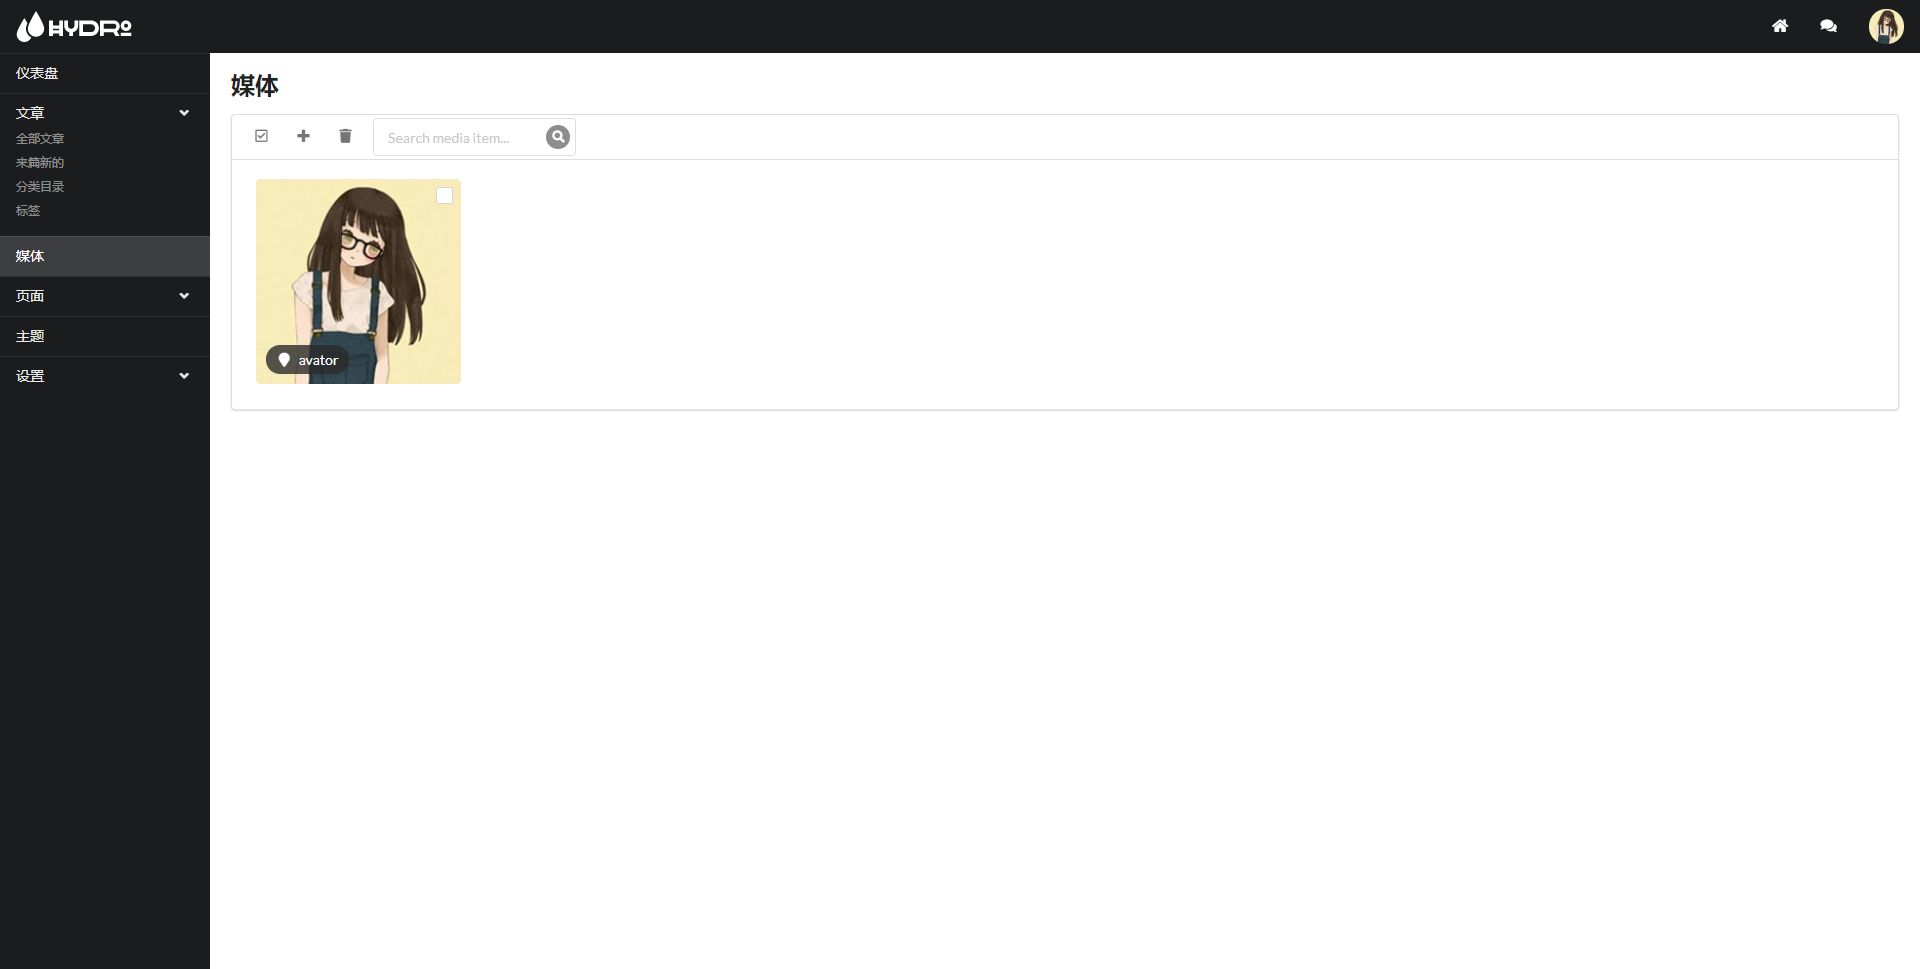 HYDRO
仪表盘
文章
全部文章
来篇新的
分类目录
标签
媒体
页面
主题
设置
媒体
Search media item...
avator